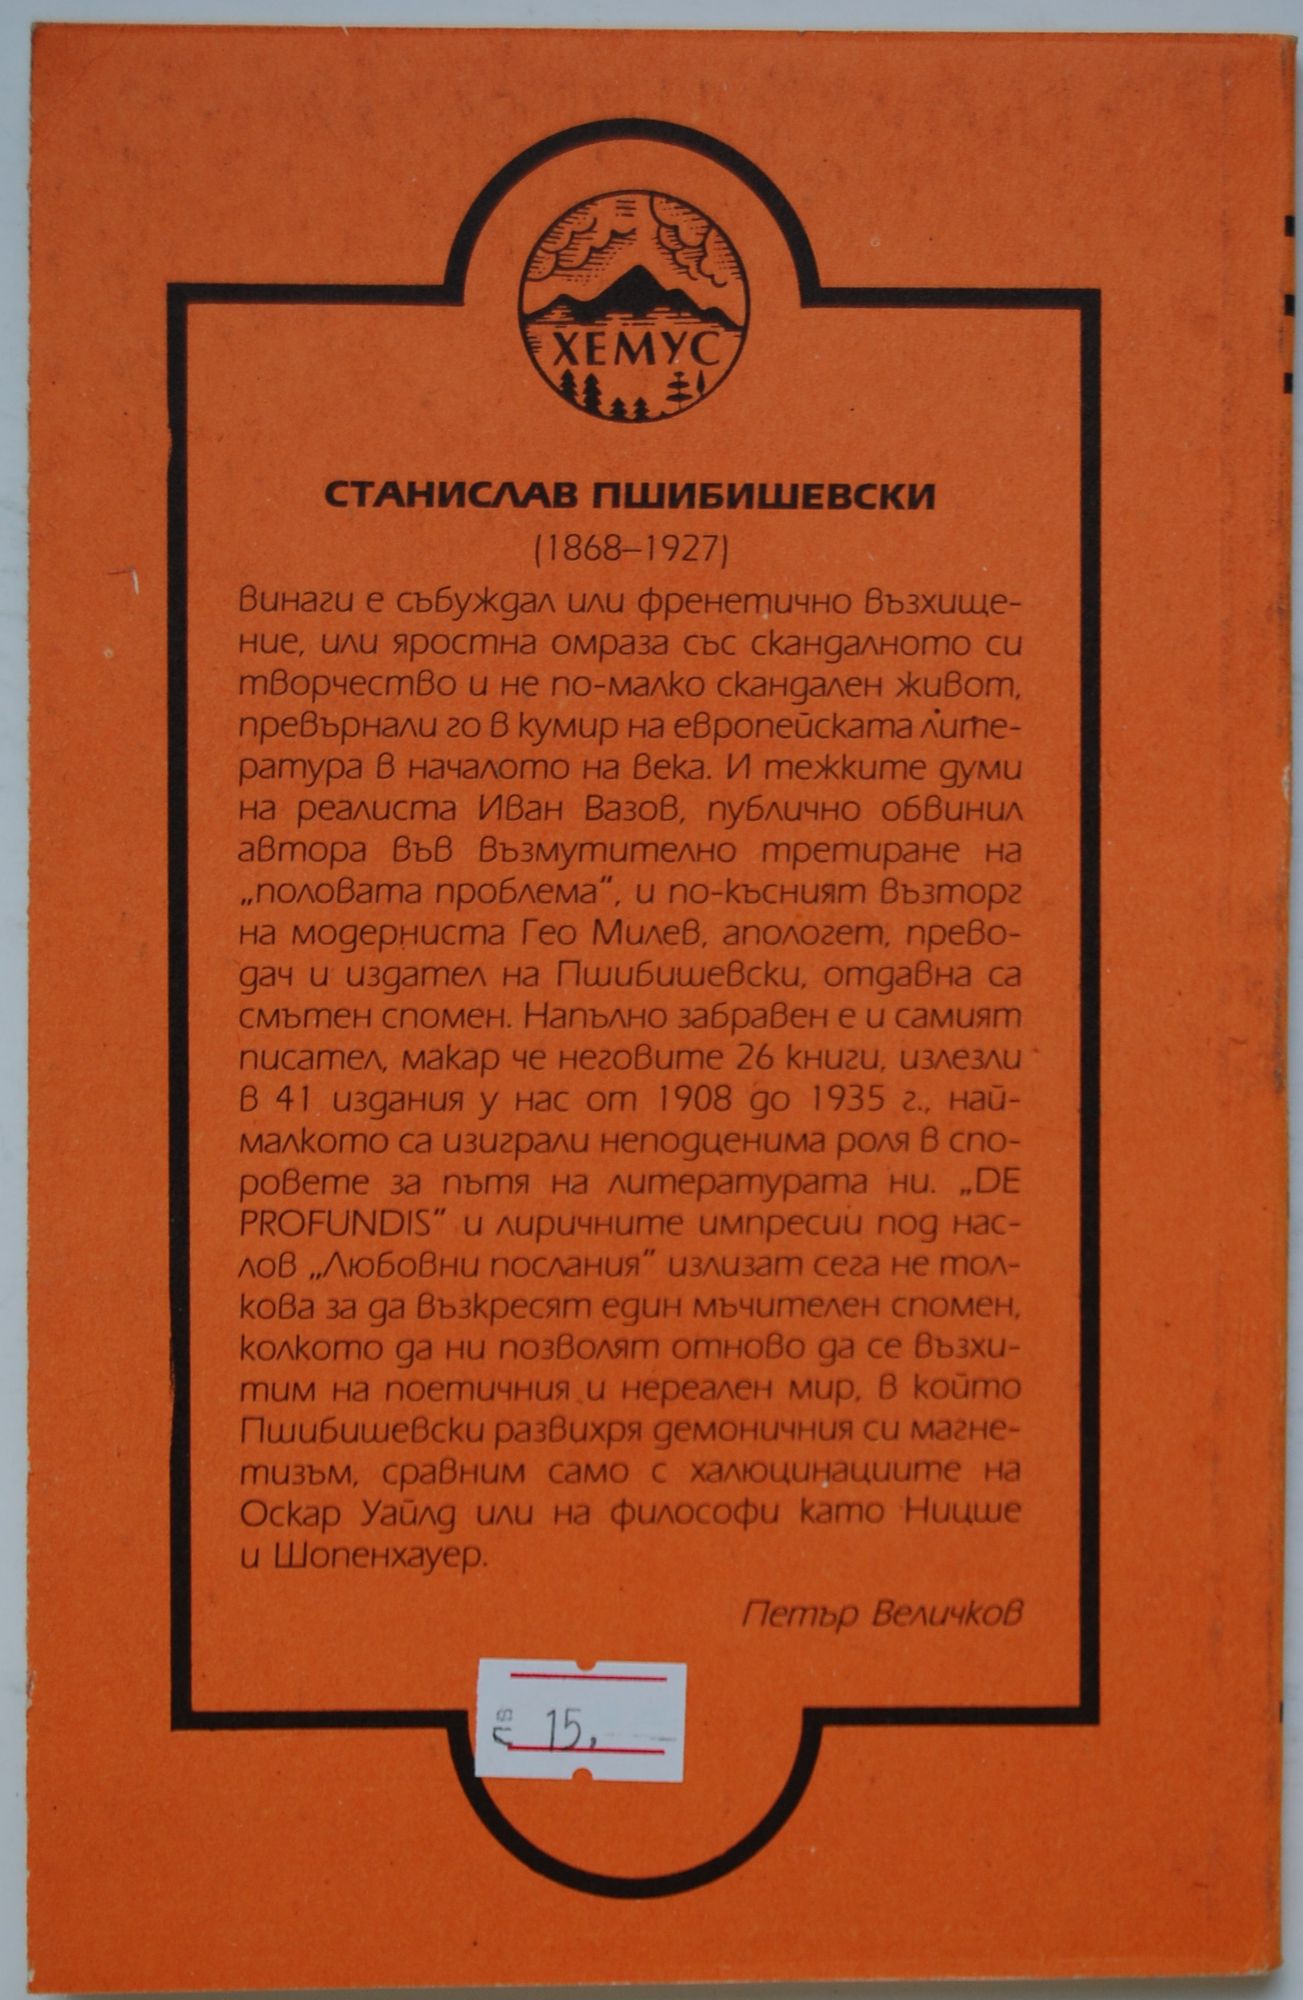 ХЕМУС
СТАНИСЛАВ ПШИБИШЕВСКИ
(1868–1927)
винаги е събуждал или френетично възхище-
ние, или яростна омраза със скандалното си
творчество и не по-малко скандален живот,
превърнали го в кумир на европейската лите-
ратура в началото на века. И тежките думи
на реалиста Иван Вазов, публично обвинил
автора във възмутително третиране на
„половата проблема“, и по-късният възторг
на модерниста Гео Милев, апологет, прево-
дач и издател на Пшибишевски, отдавна са
смътен спомен. Напълно забравен е и самият
писател, макар че неговите 26 книги, излезли
в 41 издания у нас от 1908 до 1935 г., най-
малкото са изиграли неподценима роля в спо-
ровете за пътя на литературата ни. „DE
PROFUNDIS“ и лиричните импресии под нас-
лов „Любовни послания“ излизат сега не тол-
кова за да възкресят един мъчителен спомен,
колкото да ни позволят отново да се възхи-
тим на поетичния и нереален мир, в който
Пшибишевски развихря демоничния си магне-
тизъм, сравним само с халюцинациите на
Оскар Уайлд или на философи като Ницше
и Шопенхауер.
Петър Величков
лв 15,